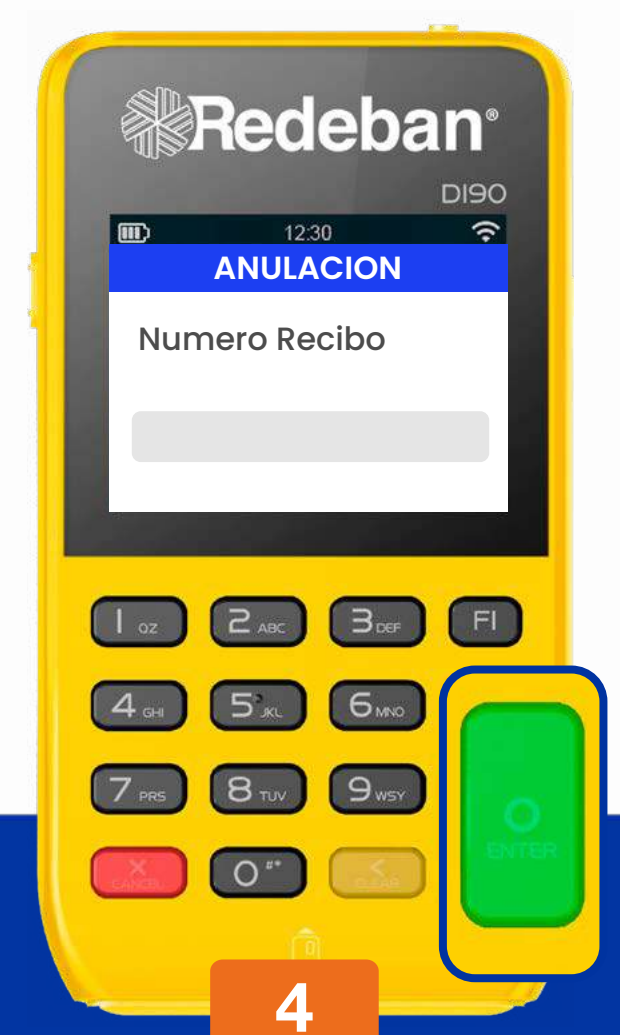 Redeban®
DI90
12:30
ANULACION
Numero Recibo
1 QZ 2 ABC 3 DEF FI
4 GHI 5 JKL 6 MNO
7 PRS 8 TUV 9 WSY
CANCEL 0 #* < CLEAR
ENTER
4